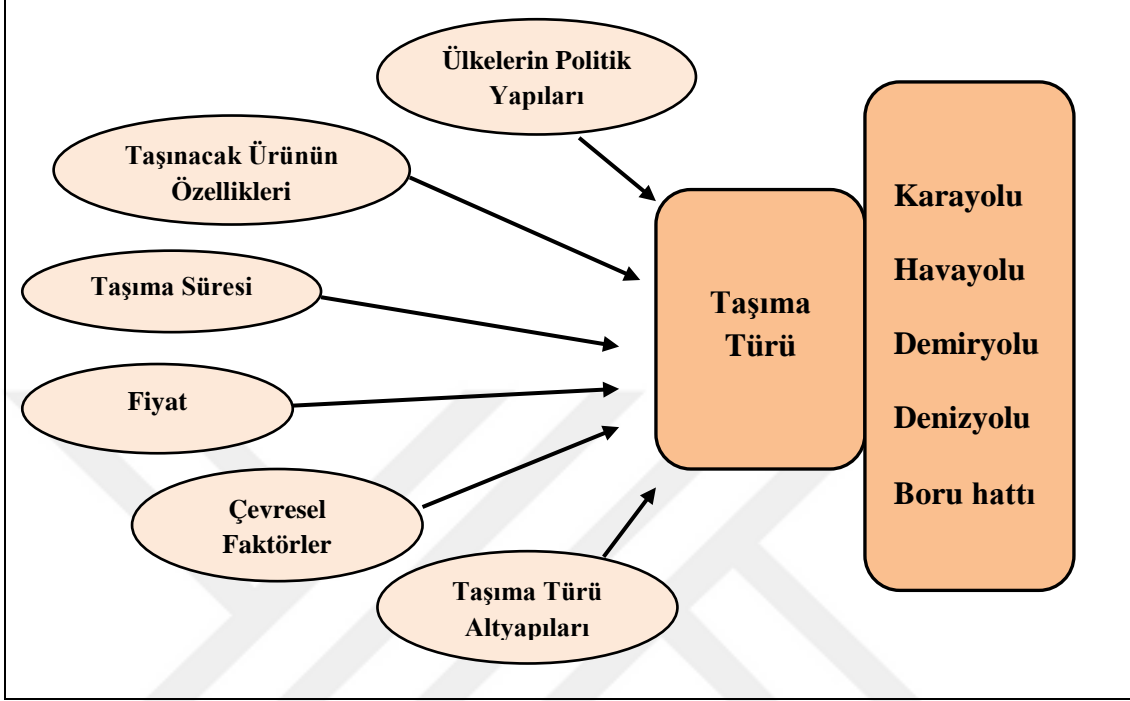 Ülkelerin Politik
Yapıları
Taşınacak Ürünün
Özellikleri
Taşıma Süresi
Fiyat
Çevresel
Faktörler
Taşıma Türü
Altyapıları
Taşıma
Türü
Karayolu
Havayolu
Demiryolu
Denizyolu
Boru hattı